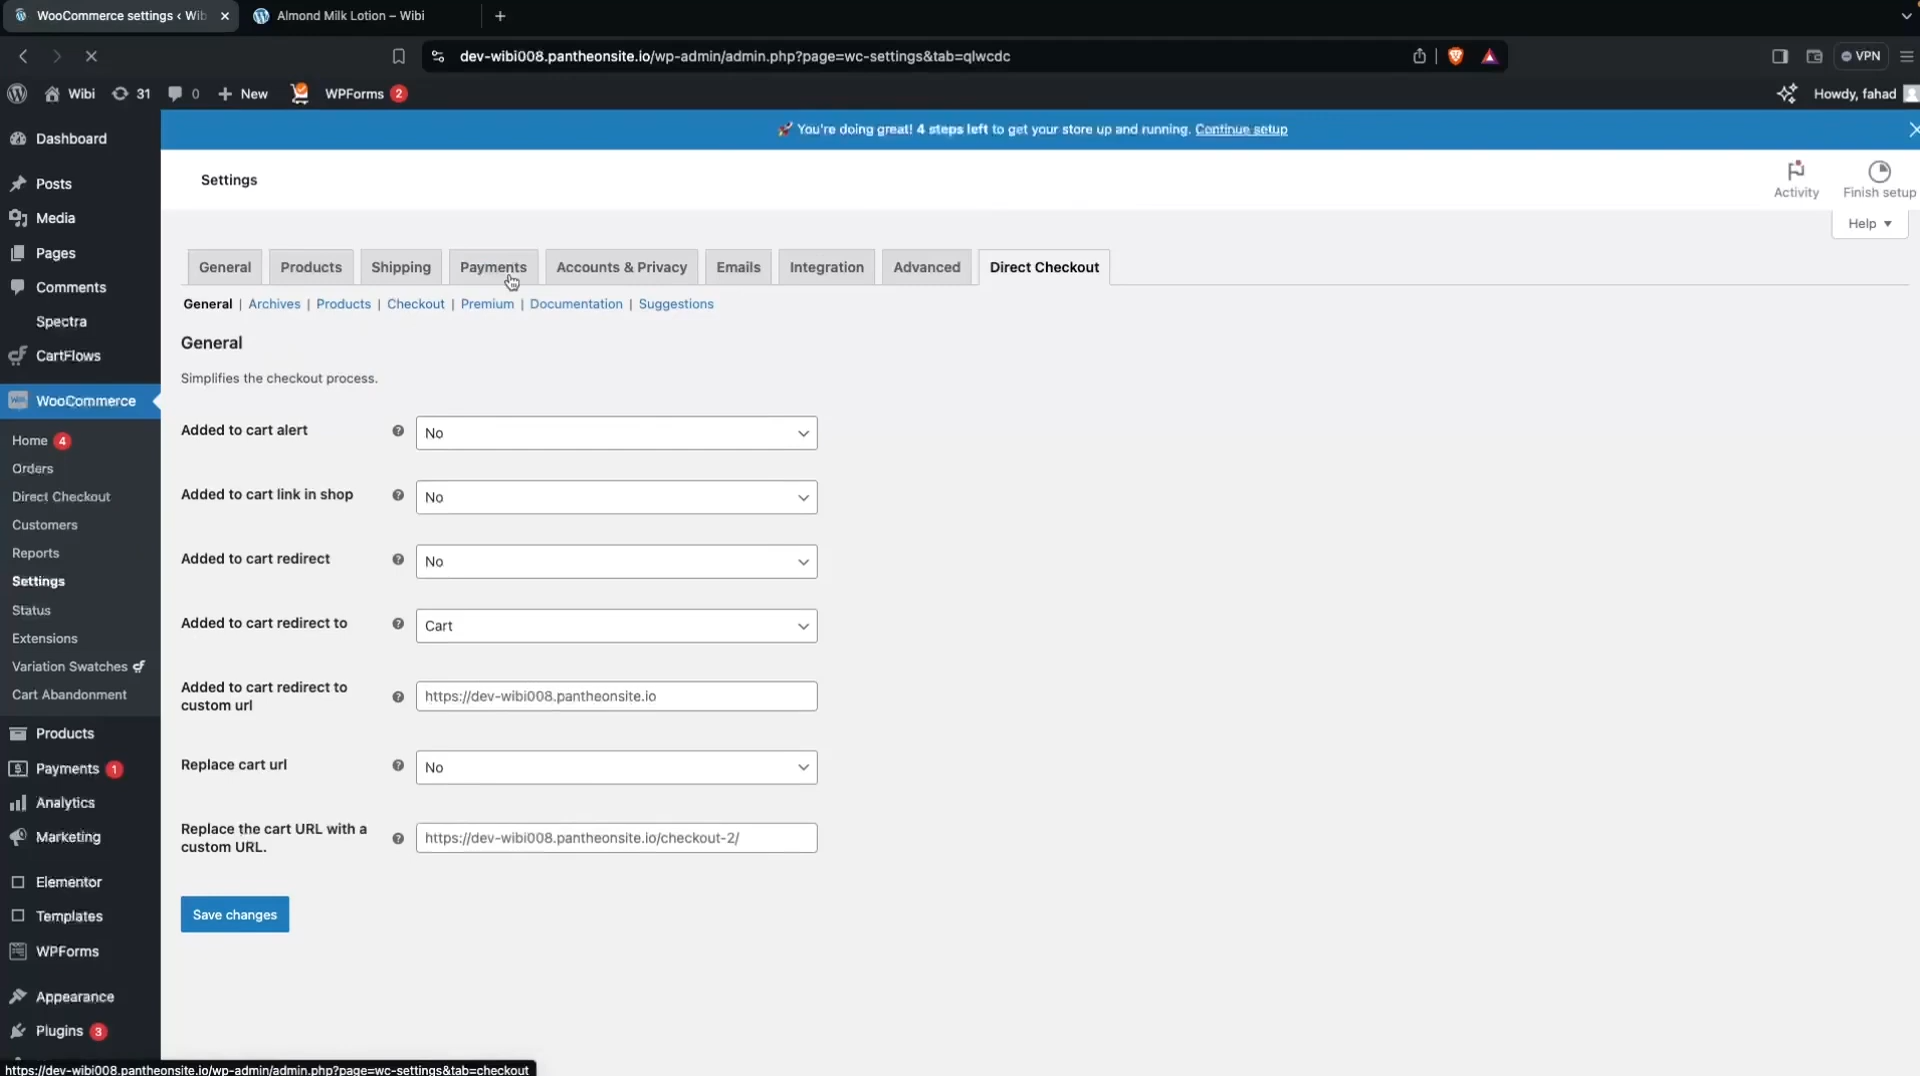 WooCommerce settings ‹ Wib
Almond Milk Lotion – Wibi
dev-wibi008.pantheonsite.io/wp-admin/admin.php?page=wc-settings&tab=qlwcdc
VPN
Wibi
31
0
New
WPForms 2
Howdy, fahad
🚀 You're doing great! 4 steps left to get your store up and running. Continue setup
Settings
Activity
Finish setup
Help
Dashboard
Posts
Media
Pages
Comments
Spectra
CartFlows
WooCommerce
Home 4
Orders
Direct Checkout
Customers
Reports
Settings
Status
Extensions
Variation Swatches
Cart Abandonment
Products
Payments 1
Analytics
Marketing
Elementor
Templates
WPForms
Appearance
Plugins 3
General
Products
Shipping
Payments
Accounts & Privacy
Emails
Integration
Advanced
Direct Checkout
General | Archives | Products | Checkout | Premium | Documentation | Suggestions
General
Simplifies the checkout process.
Added to cart alert
No
Added to cart link in shop
No
Added to cart redirect
No
Added to cart redirect to
Cart
Added to cart redirect to
custom url
https://dev-wibi008.pantheonsite.io
Replace cart url
No
Replace the cart URL with a
custom URL.
https://dev-wibi008.pantheonsite.io/checkout-2/
Save changes
https://dev-wibi008.pantheonsite.io/wp-admin/admin.php?page=wc-settings&tab=checkout